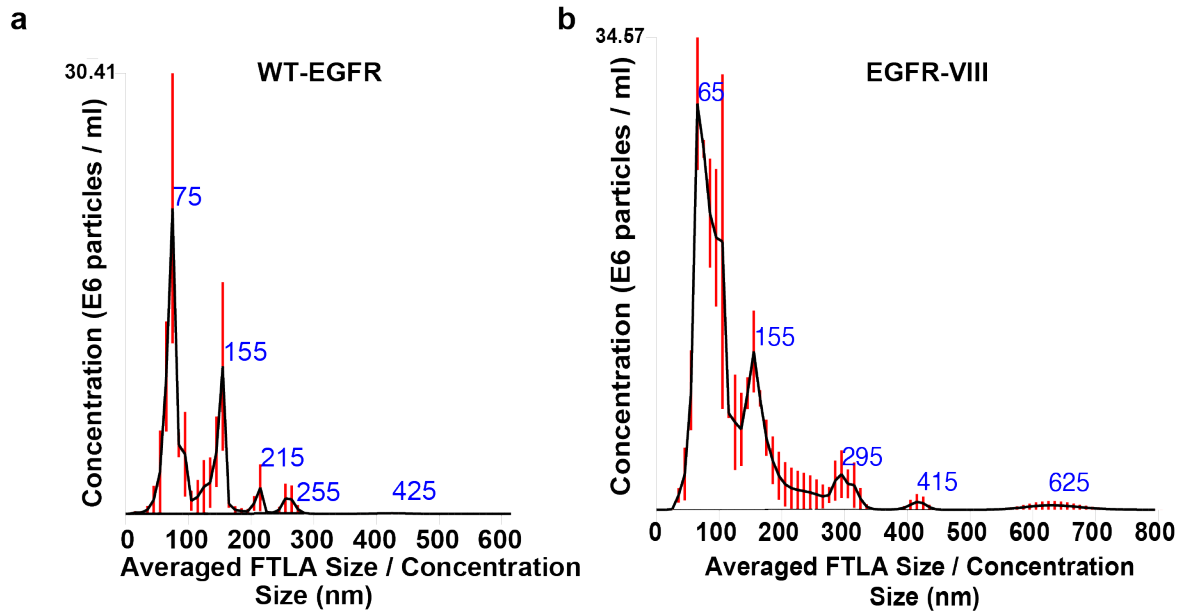 a
WT-EGFR
30.41
Concentration (E6 particles / ml)
75
155
215
255
425
0 100 200 300 400 500 600
Averaged FTLA Size / Concentration
Size (nm)
b
EGFR-VIII
34.57
Concentration (E6 particles / ml)
65
155
295
415
625
0 100 200 300 400 500 600 700 800
Averaged FTLA Size / Concentration
Size (nm)